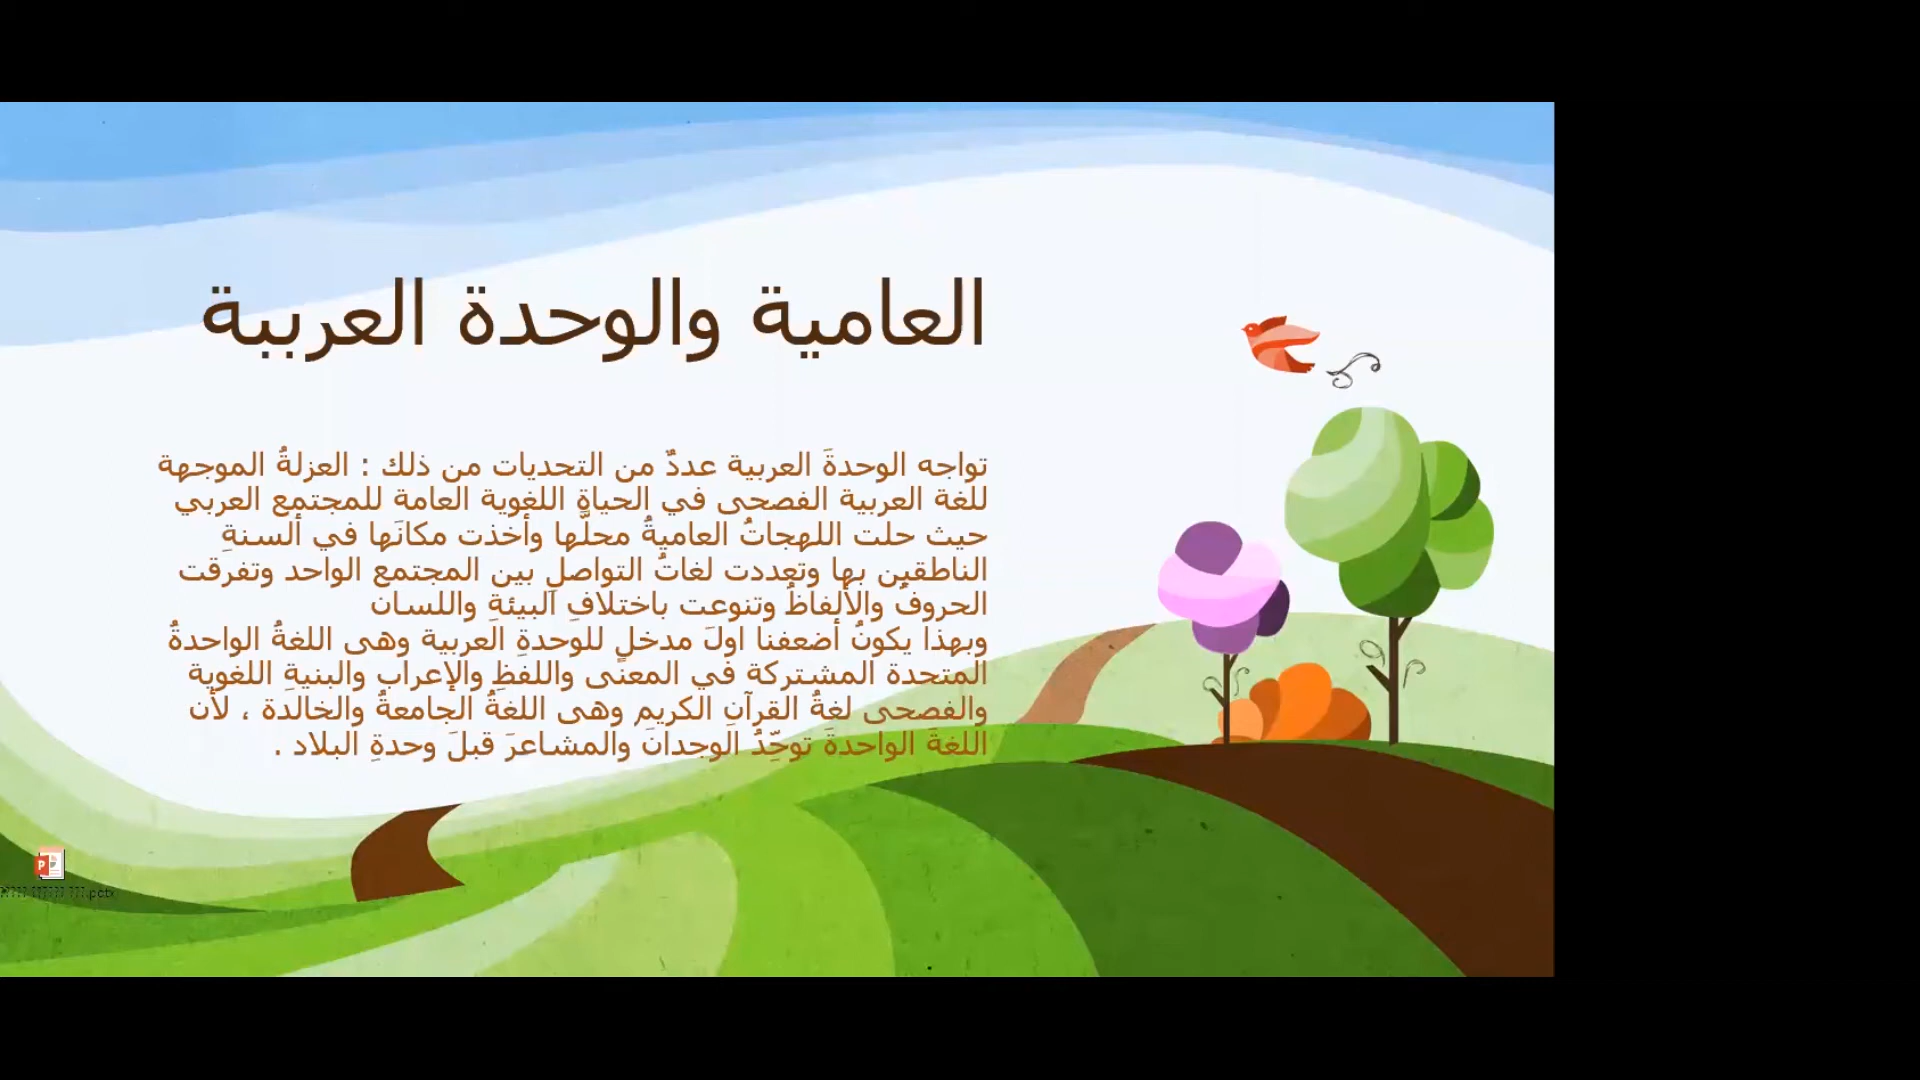 العامية والوحدة العربية
تواجه الوحدةَ العربية عددٌ من التحديات من ذلك : العزلةُ الموجهة
للغة العربية الفصحى في الحياةِ اللغوية العامة للمجتمع العربي
حيث حلت اللهجاتُ العاميةُ محلَّها وأخذت مكانَها في ألسنةِ
الناطقين بها وتعددت لغاتُ التواصلِ بين المجتمع الواحد وتفرقت
الحروفُ والألفاظُ وتنوعت باختلافِ البيئةِ واللسان
وبهذا يكونُ أضعفنا اولَ مدخلٍ للوحدةِ العربية وهى اللغةُ الواحدةُ
المتحدة المشتركة في المعنى واللفظِ والإعرابِ والبنيةِ اللغوية
والفصحى لغةُ القرآنِ الكريمِ وهى اللغةُ الجامعةُ والخالدة ، لأن
اللغةَ الواحدةَ توحِّدُ الوجدانَ والمشاعرَ قبلَ وحدةِ البلاد .
????? ?????? ???.pptx